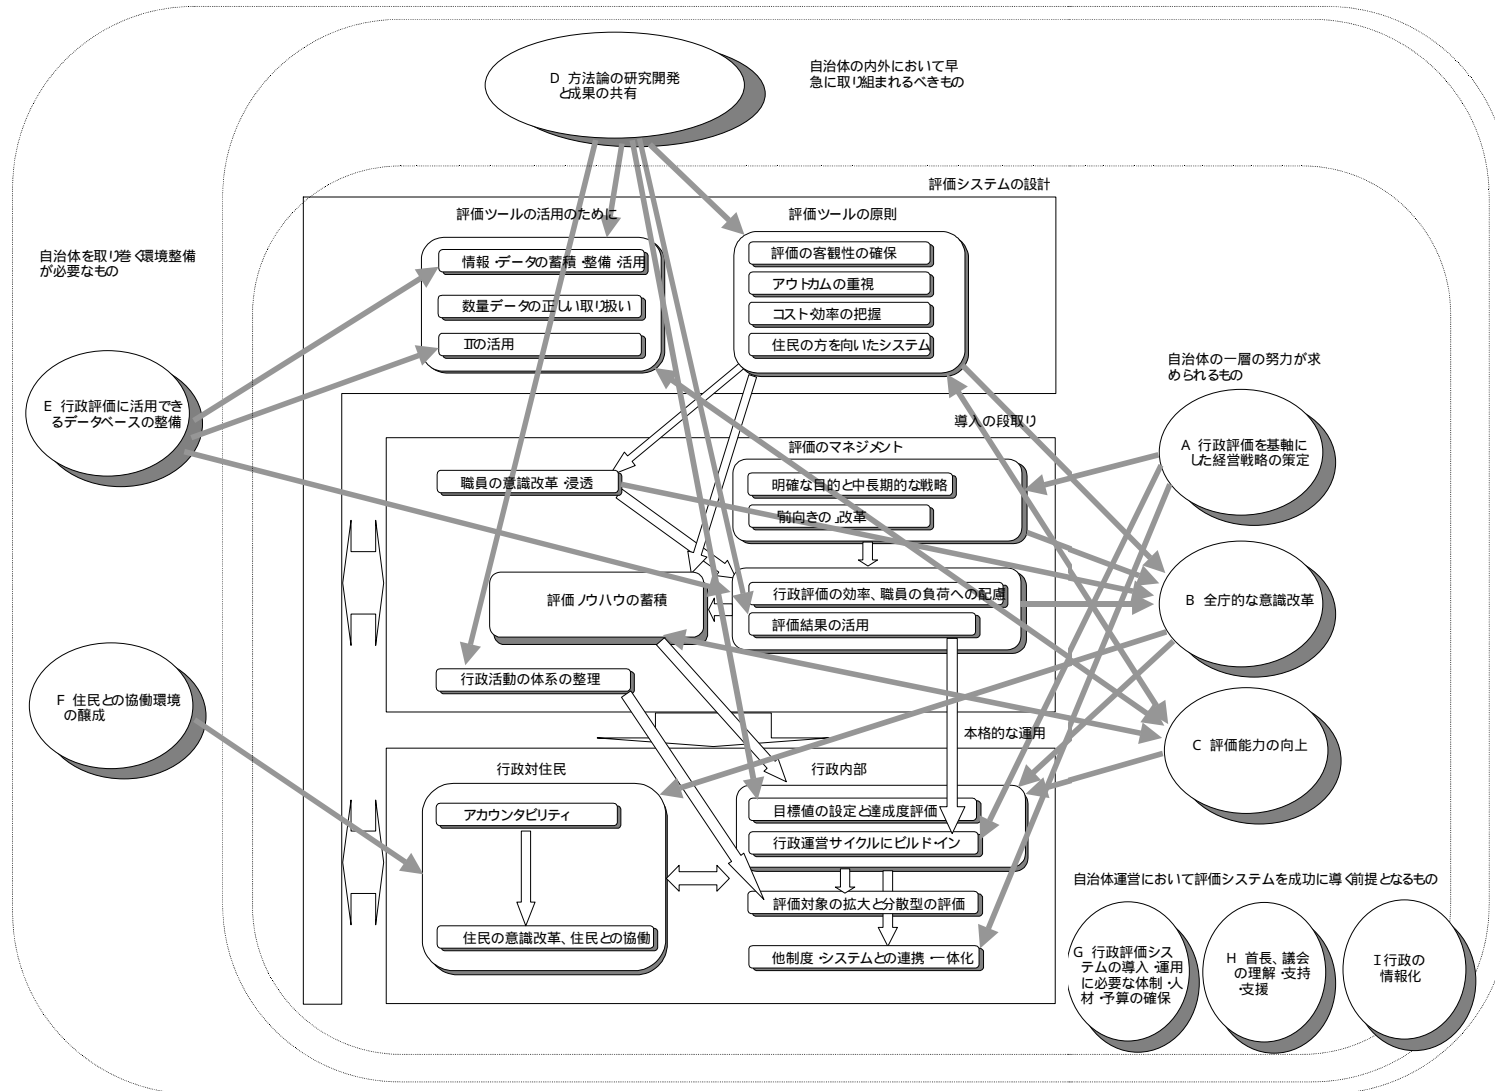 D 方法論の研究開発
と成果の共有
自治体の内外において早
急に取り組まれるべきもの
評価システムの設計
評価ツールの活用のために
評価ツールの原則
自治体を取り巻く環境整備
が必要なもの
情報・データの蓄積・整備・活用
数量データの正しい取り扱い
ITの活用
評価の客観性の確保
アウトカムの重視
コスト・効率の把握
住民の方を向いたシステム
自治体の一層の努力が求
められるもの
E 行政評価に活用でき
るデータベースの整備
導入の段取り
評価のマネジメント
A 行政評価を基軸に
した経営戦略の策定
職員の意識改革・浸透
明確な目的と中長期的な戦略
「前向きの」改革
評価ノウハウの蓄積
行政評価の効率、職員の負荷への配慮
評価結果の活用
B 全庁的な意識改革
行政活動の体系の整理
F 住民との協働環境
の醸成
本格的な運用
C 評価能力の向上
行政対住民
行政内部
アカウンタビリティ
目標値の設定と達成度評価
行政運営サイクルにビルド・イン
評価対象の拡大と分散型の評価
住民の意識改革、住民との協働
他制度・システムとの連携・一体化
自治体運営において評価システムを成功に導く前提となるもの
G 行政評価シス
テムの導入・運用
に必要な体制・人
材・予算の確保
H 首長、議会
の理解・支持
・支援
I 行政の
情報化